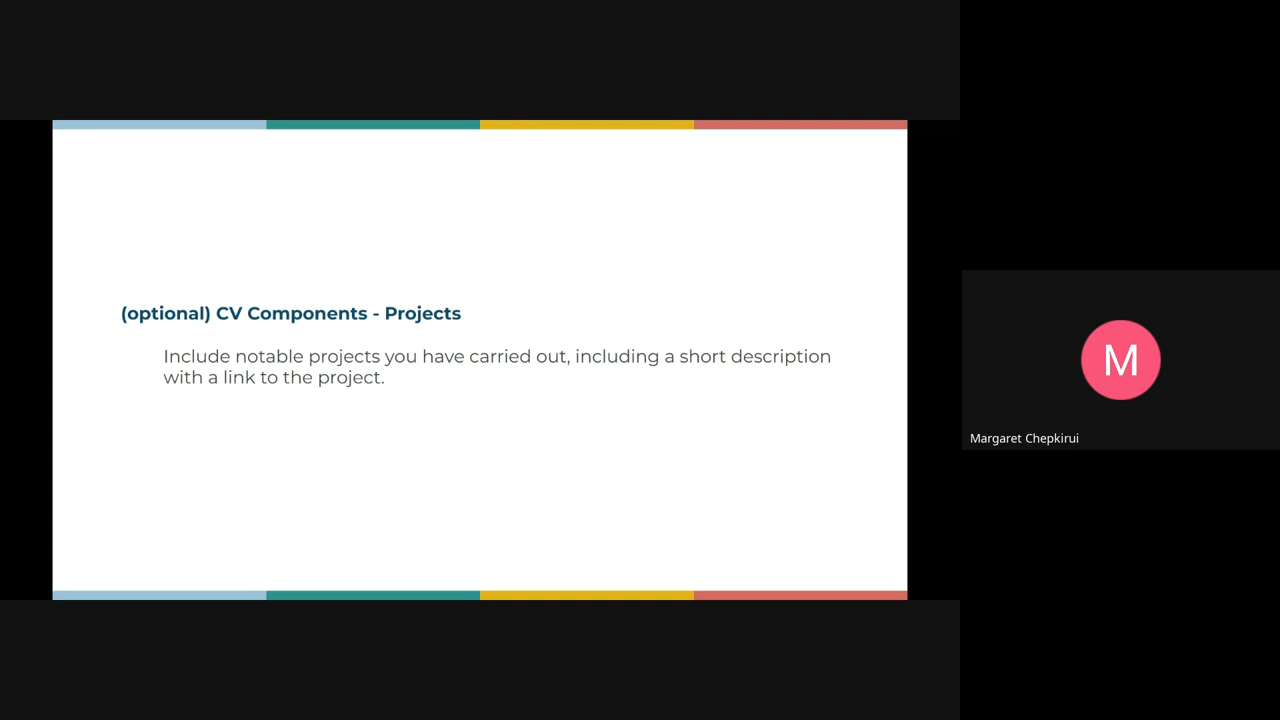 (optional) CV Components - Projects
Include notable projects you have carried out, including a short description
with a link to the project.
M
Margaret Chepkirui